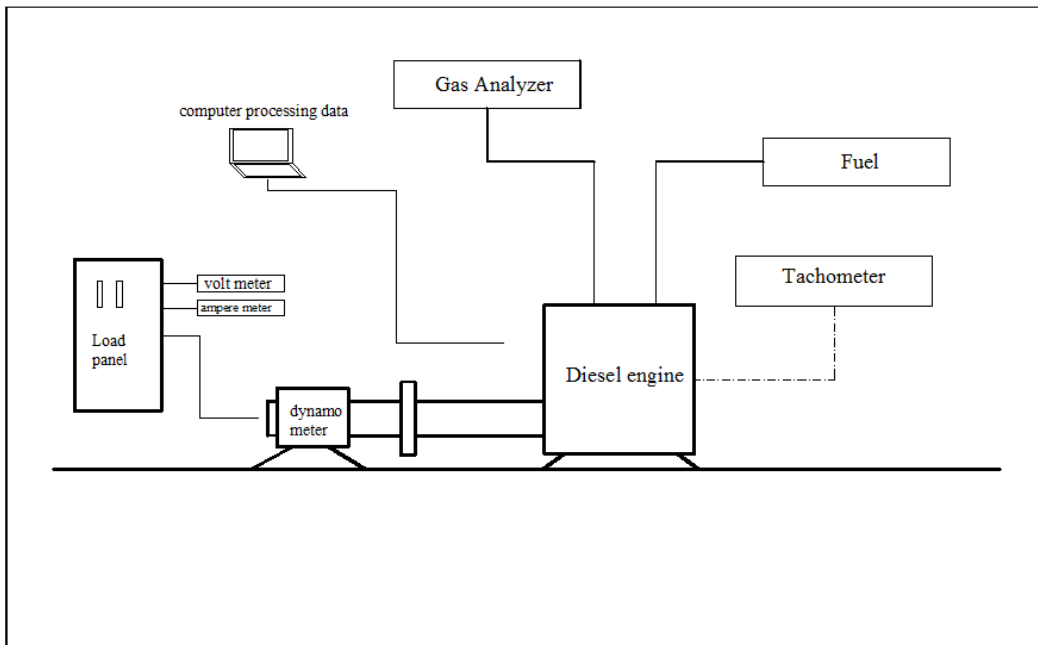 Gas Analyzer
computer processing data
Fuel
volt meter
ampere meter
Tachometer
Load
panel
Diesel engine
dynamo
meter